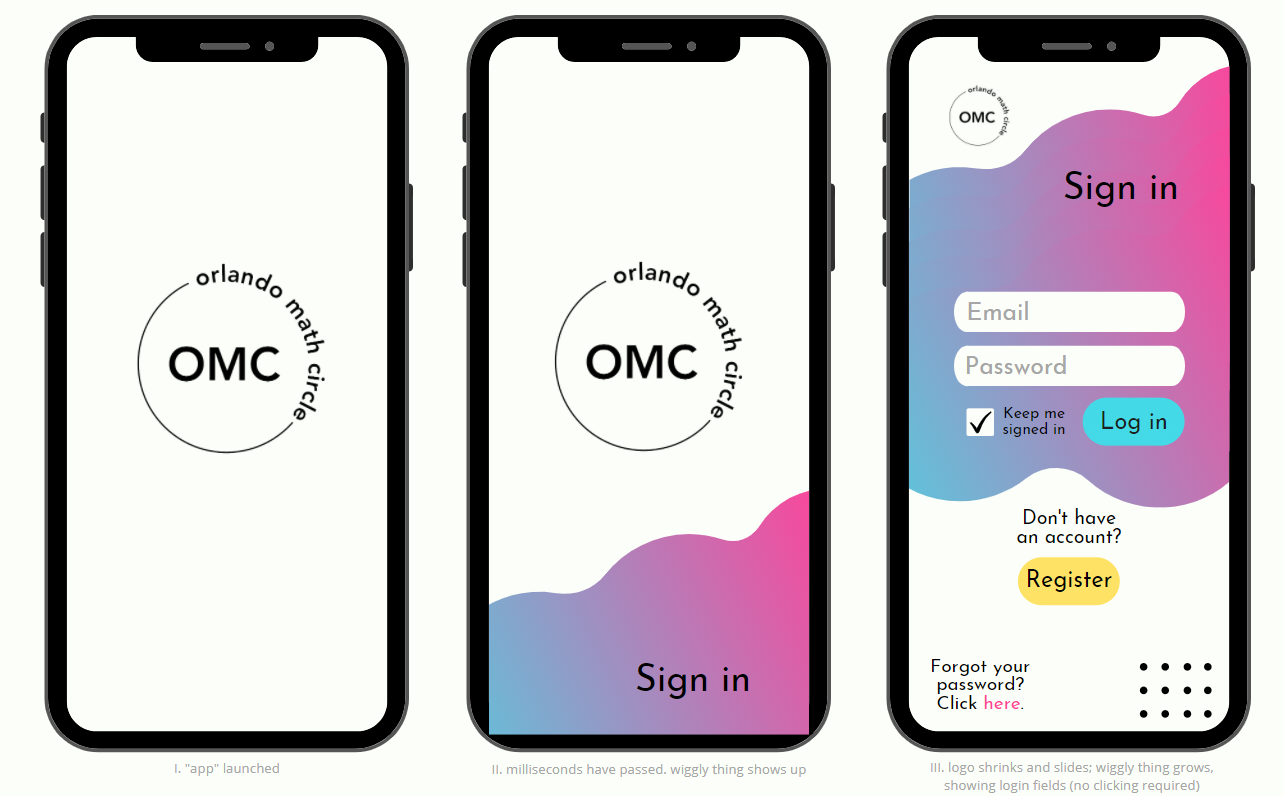 orlando math circle
OMC
I. "app" launched
orlando math circle
OMC
Sign in
II. milliseconds have passed. wiggly thing shows up
orlando math circle
OMC
Sign in
Email
Password
Keep me
signed in
Log in
Don't have
an account?
Register
Forgot your
password?
Click here.
III. logo shrinks and slides; wiggly thing grows,
showing login fields (no clicking required)